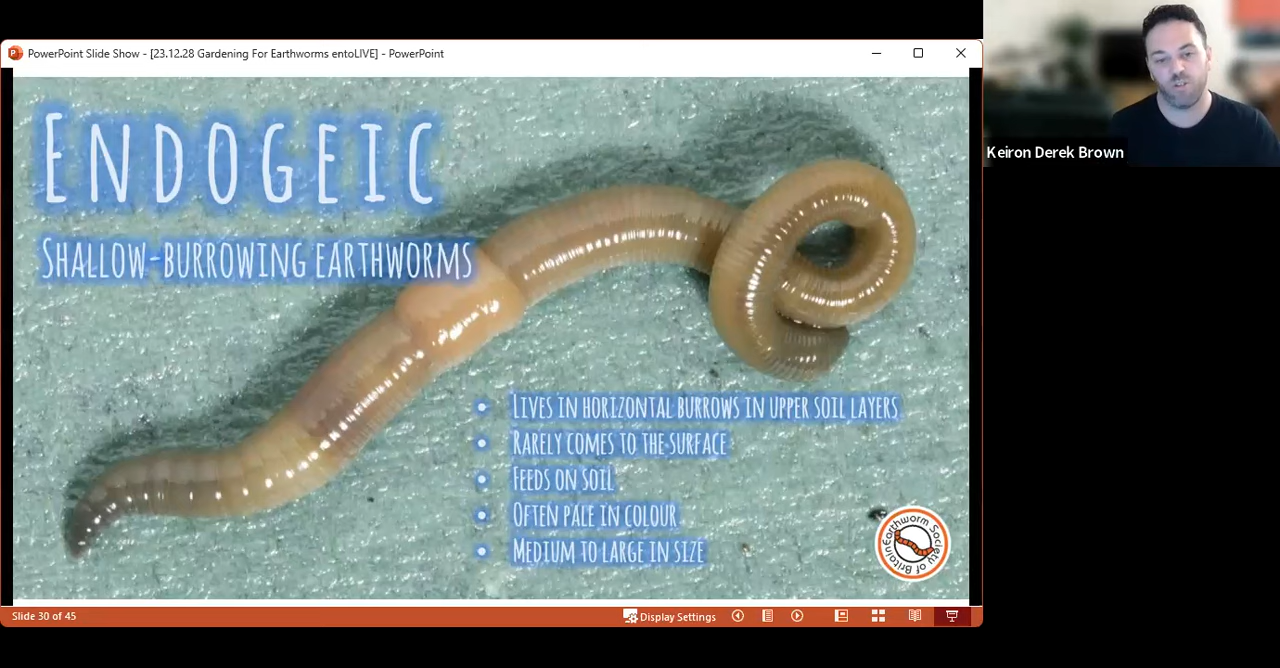 PowerPoint Slide Show - [23.12.28 Gardening For Earthworms entoLIVE] - PowerPoint
Keiron Derek Brown
ENDOGEIC
SHALLOW-BURROWING EARTHWORMS
LIVES IN HORIZONTAL BURROWS IN UPPER SOIL LAYERS
RARELY COMES TO THE SURFACE
FEEDS ON SOIL
OFTEN PALE IN COLOUR
MEDIUM TO LARGE IN SIZE
Earthworm Society of Britain
Slide 30 of 45
Display Settings